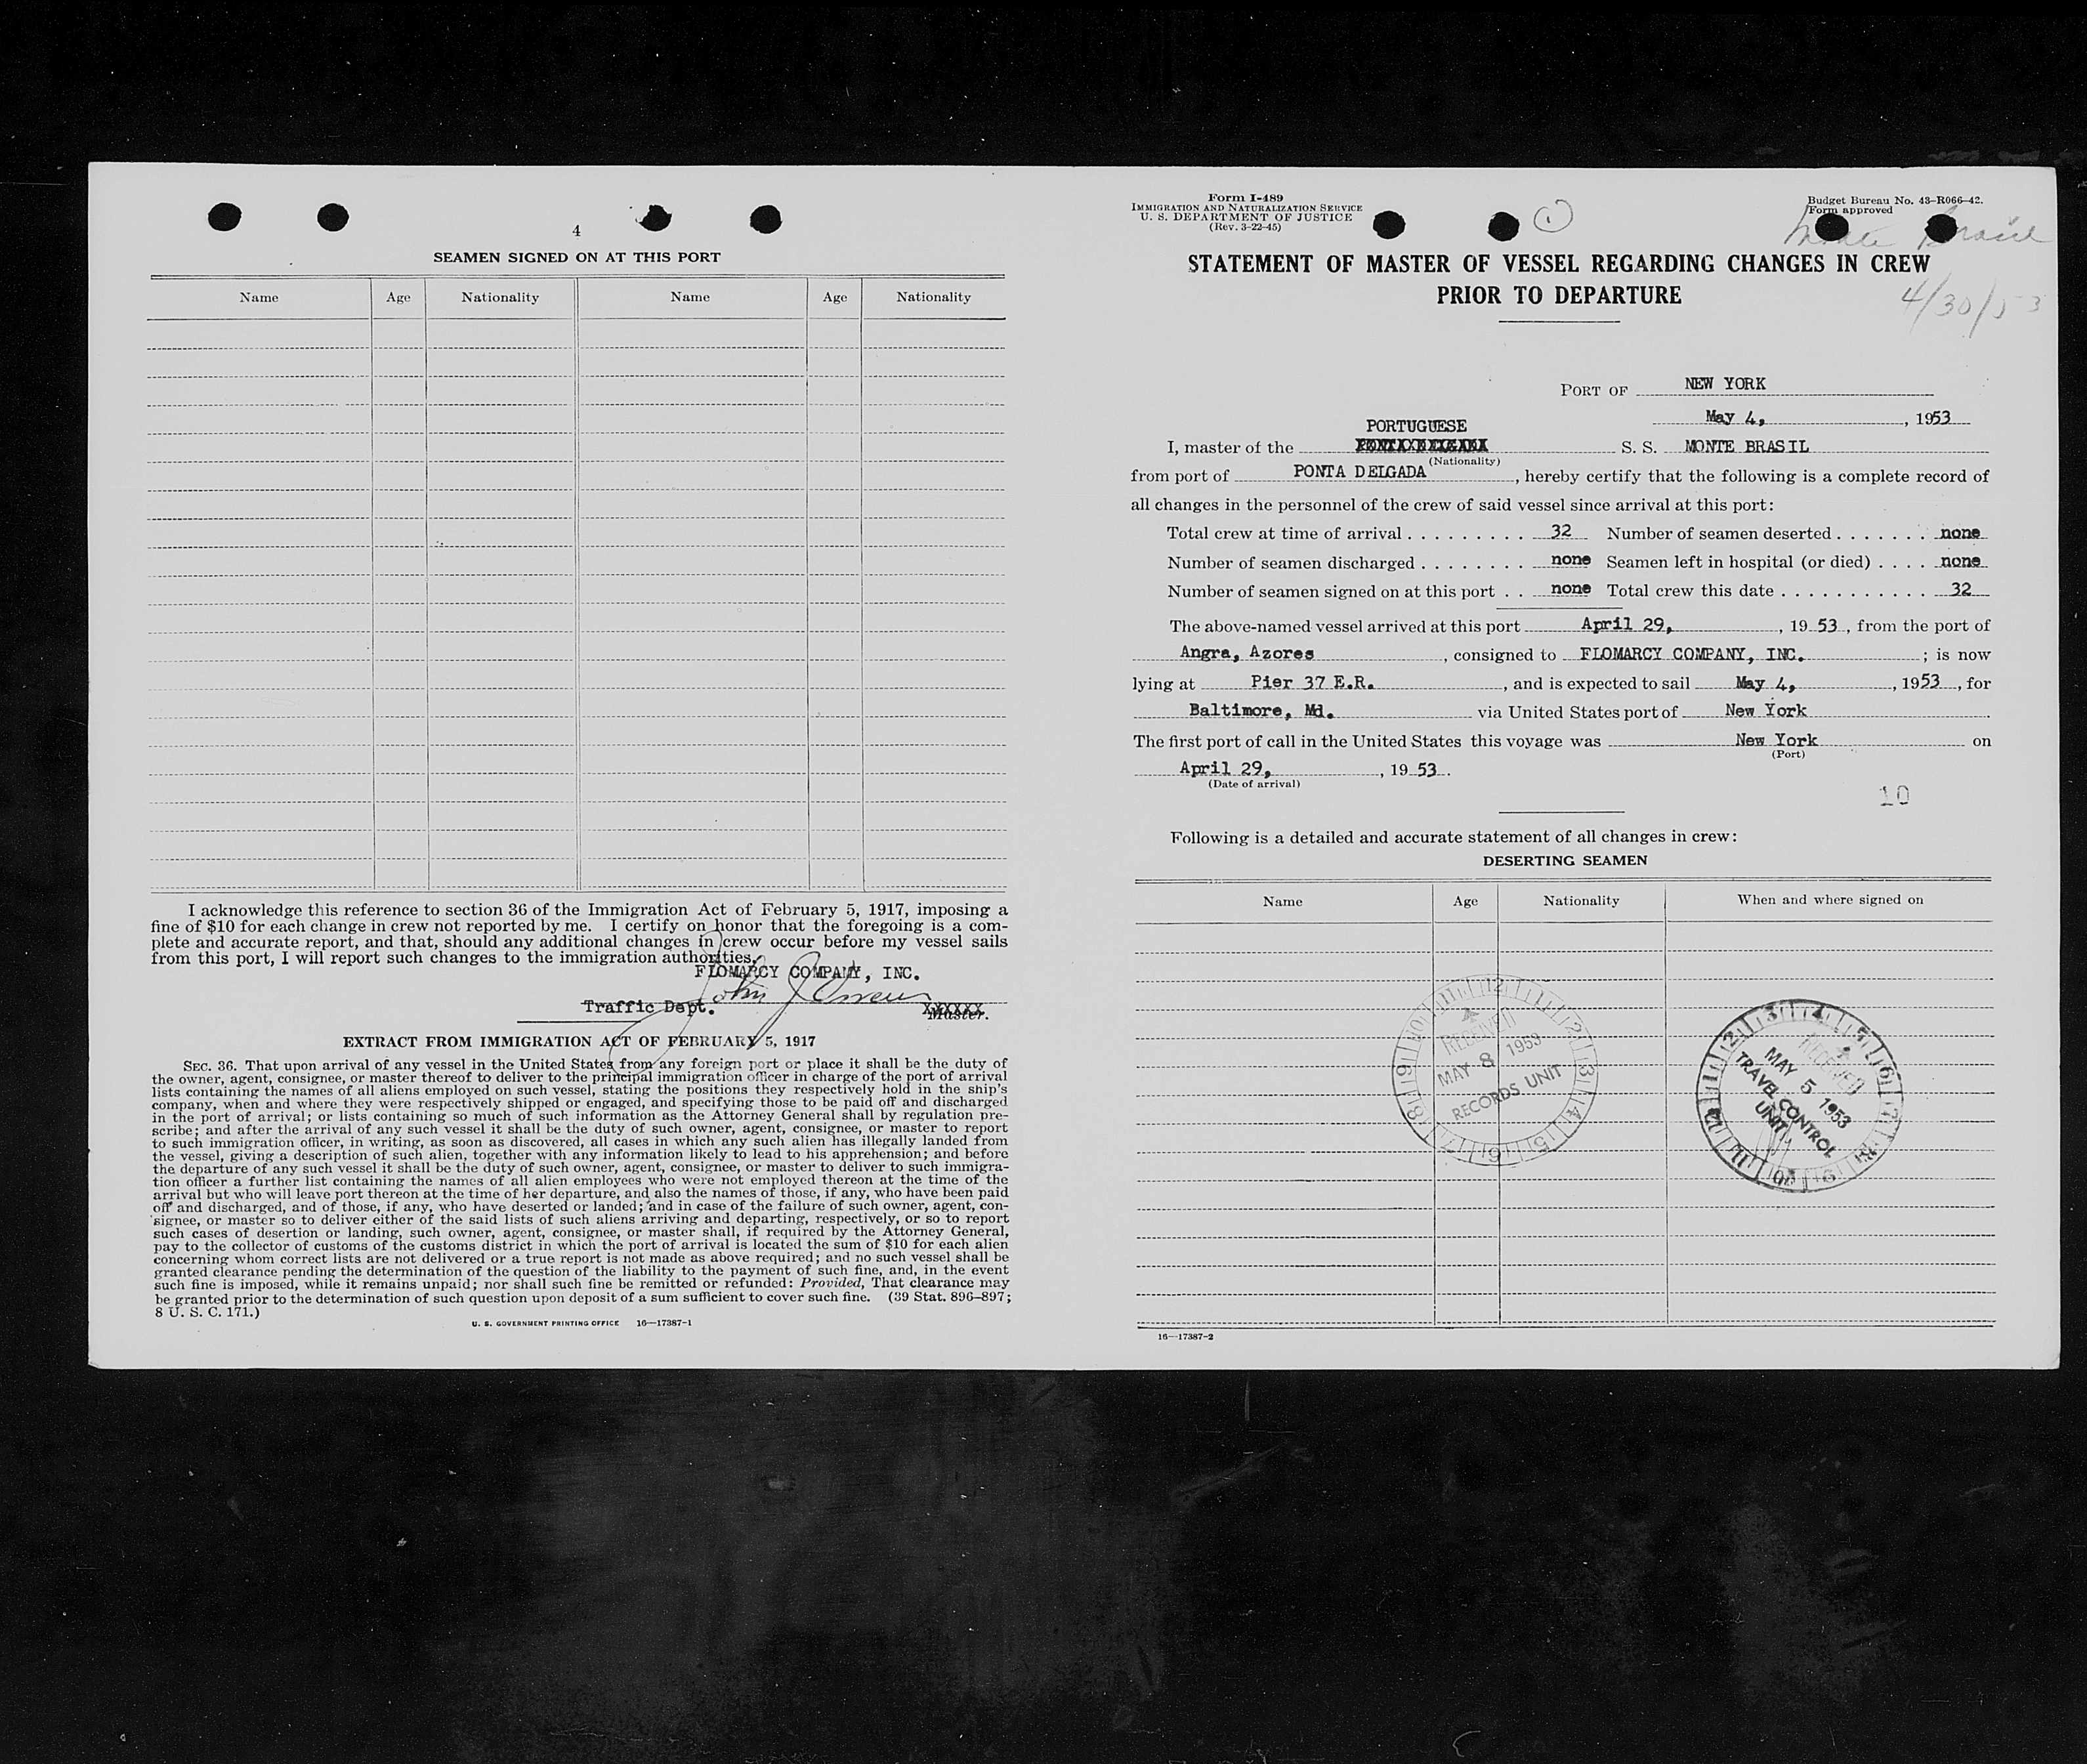 4
SEAMEN SIGNED ON AT THIS PORT
Name Age Nationality Name Age Nationality
I acknowledge this reference to section 36 of the Immigration Act of February 5, 1917, imposing a
fine of $10 for each change in crew not reported by me. I certify on honor that the foregoing is a com-
plete and accurate report, and that, should any additional changes in crew occur before my vessel sails
from this port, I will report such changes to the immigration authorities.
FLOMARCY COMPANY, INC.
Traffic Dept. John J. XXXXXX
Master.
EXTRACT FROM IMMIGRATION ACT OF FEBRUARY 5, 1917
SEC. 36. That upon arrival of any vessel in the United States from any foreign port or place it shall be the duty of
the owner, agent, consignee, or master thereof to deliver to the principal immigration officer in charge of the port of arrival
lists containing the names of all aliens employed on such vessel, stating the positions they respectively hold in the ship's
company, when and where they were respectively shipped or engaged, and specifying those to be paid off and discharged
in the port of arrival; or lists containing so much of such information as the Attorney General shall by regulation pre-
scribe; and after the arrival of any such vessel it shall be the duty of such owner, agent, consignee, or master to report
to such immigration officer, in writing, as soon as discovered, all cases in which any such alien has illegally landed from
the vessel, giving a description of such alien, together with any information likely to lead to his apprehension; and before
the departure of any such vessel it shall be the duty of such owner, agent, consignee, or master to deliver to such immigra-
tion officer a further list containing the names of all alien employees who were not employed thereon at the time of the
arrival but who will leave port thereon at the time of her departure, and also the names of those, if any, who have been paid
off and discharged, and of those, if any, who have deserted or landed; and in case of the failure of such owner, agent, con-
signee, or master so to deliver either of the said lists of such aliens arriving and departing, respectively, or so to report
such cases of desertion or landing, such owner, agent, consignee, or master shall, if required by the Attorney General,
pay to the collector of customs of the customs district in which the port of arrival is located the sum of $10 for each alien
concerning whom correct lists are not delivered or a true report is not made as above required; and no such vessel shall be
granted clearance pending the determination of the question of the liability to the payment of such fine, and, in the event
such fine is imposed, while it remains unpaid; nor shall such fine be remitted or refunded: Provided, That clearance may
be granted prior to the determination of such question upon deposit of a sum sufficient to cover such fine. (39 Stat. 896–897;
8 U. S. C. 171.)
U. S. GOVERNMENT PRINTING OFFICE 16—17387-1
Form I-489
IMMIGRATION AND NATURALIZATION SERVICE
U. S. DEPARTMENT OF JUSTICE
(Rev. 3-22-45)
Budget Bureau No. 43–R066–42.
Form approved
Monte Brasil
STATEMENT OF MASTER OF VESSEL REGARDING CHANGES IN CREW
PRIOR TO DEPARTURE
4/30/53
PORT OF NEW YORK
May 4, , 1953
PORTUGUESE
I, master of the S. S. MONTE BRASIL
(Nationality)
from port of PONTA DELGADA , hereby certify that the following is a complete record of
all changes in the personnel of the crew of said vessel since arrival at this port:
Total crew at time of arrival . . . . . . . . . 32 Number of seamen deserted . . . . . . . none
Number of seamen discharged . . . . . . . . none Seamen left in hospital (or died) . . . . none
Number of seamen signed on at this port . . none Total crew this date . . . . . . . . . . . 32
The above-named vessel arrived at this port April 29, , 19 53 , from the port of
Angra, Azores , consigned to FLOMARCY COMPANY, INC. ; is now
lying at Pier 37 E.R. , and is expected to sail May 4, , 1953 , for
Baltimore, Md. via United States port of New York .
The first port of call in the United States this voyage was New York on
(Port)
April 29, , 19 53 .
(Date of arrival)
10
Following is a detailed and accurate statement of all changes in crew:
DESERTING SEAMEN
Name Age Nationality When and where signed on
RECEIVED
MAY 8 1953
RECORDS UNIT
RECEIVED
MAY 5 1953
TRAVEL CONTROL
UNIT
16—17387-2